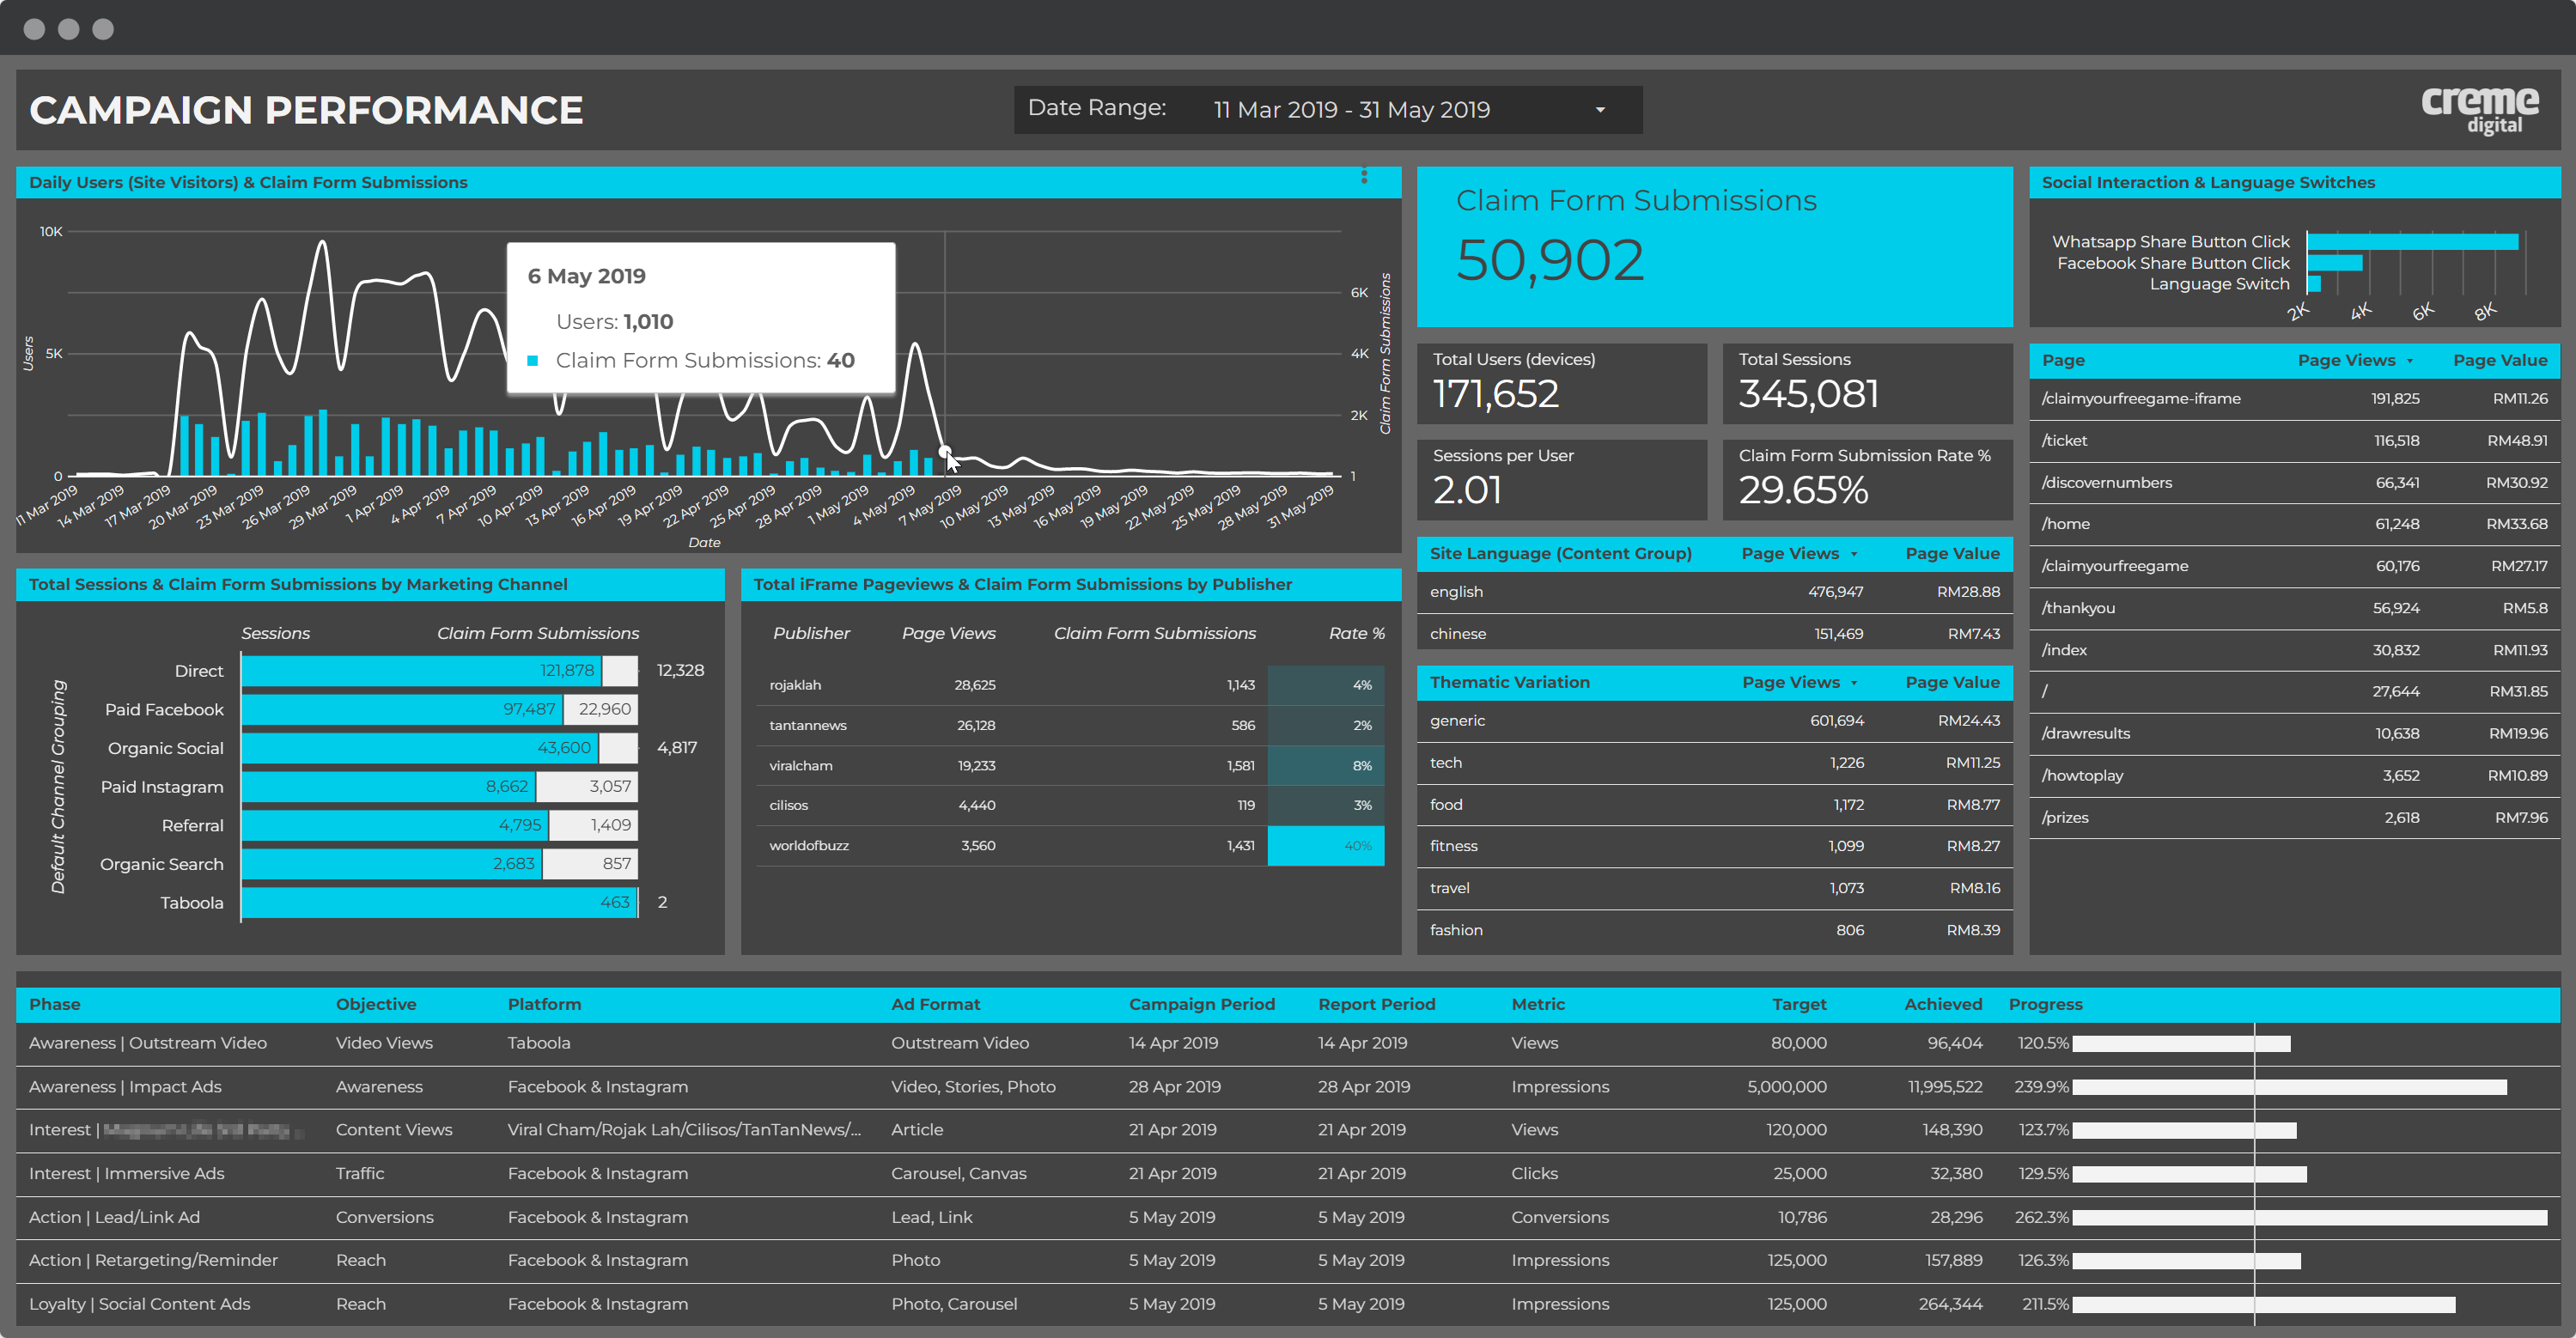 CAMPAIGN PERFORMANCE
Date Range: 11 Mar 2019 - 31 May 2019
creme
digital
Daily Users (Site Visitors) & Claim Form Submissions
10K
5K
0
Users
6K
4K
2K
1
Claim Form Submissions
6 May 2019
Users: 1,010
Claim Form Submissions: 40
11 Mar 2019 14 Mar 2019 17 Mar 2019 20 Mar 2019 23 Mar 2019 26 Mar 2019 29 Mar 2019 1 Apr 2019 4 Apr 2019 7 Apr 2019 10 Apr 2019 13 Apr 2019 16 Apr 2019 19 Apr 2019 22 Apr 2019 25 Apr 2019 28 Apr 2019 1 May 2019 4 May 2019 7 May 2019 10 May 2019 13 May 2019 16 May 2019 19 May 2019 22 May 2019 25 May 2019 28 May 2019 31 May 2019
Date
Claim Form Submissions
50,902
Total Users (devices)
171,652
Total Sessions
345,081
Sessions per User
2.01
Claim Form Submission Rate %
29.65%
Social Interaction & Language Switches
Whatsapp Share Button Click
Facebook Share Button Click
Language Switch
2K 4K 6K 8K
Page Page Views Page Value
/claimyourfreegame-iframe 191,825 RM11.26
/ticket 116,518 RM48.91
/discovernumbers 66,341 RM30.92
/home 61,248 RM33.68
/claimyourfreegame 60,176 RM27.17
/thankyou 56,924 RM5.8
/index 30,832 RM11.93
/ 27,644 RM31.85
/drawresults 10,638 RM19.96
/howtoplay 3,652 RM10.89
/prizes 2,618 RM7.96
Total Sessions & Claim Form Submissions by Marketing Channel
Sessions Claim Form Submissions
Default Channel Grouping
Direct 121,878 12,328
Paid Facebook 97,487 22,960
Organic Social 43,600 4,817
Paid Instagram 8,662 3,057
Referral 4,795 1,409
Organic Search 2,683 857
Taboola 463 2
Total iFrame Pageviews & Claim Form Submissions by Publisher
Publisher Page Views Claim Form Submissions Rate %
rojaklah 28,625 1,143 4%
tantannews 26,128 586 2%
viralcham 19,233 1,581 8%
cilisos 4,440 119 3%
worldofbuzz 3,560 1,431 40%
Site Language (Content Group) Page Views Page Value
english 476,947 RM28.88
chinese 151,469 RM7.43
Thematic Variation Page Views Page Value
generic 601,694 RM24.43
tech 1,226 RM11.25
food 1,172 RM8.77
fitness 1,099 RM8.27
travel 1,073 RM8.16
fashion 806 RM8.39
Phase Objective Platform Ad Format Campaign Period Report Period Metric Target Achieved Progress
Awareness | Outstream Video Video Views Taboola Outstream Video 14 Apr 2019 14 Apr 2019 Views 80,000 96,404 120.5%
Awareness | Impact Ads Awareness Facebook & Instagram Video, Stories, Photo 28 Apr 2019 28 Apr 2019 Impressions 5,000,000 11,995,522 239.9%
Interest | Content Views Viral Cham/Rojak Lah/Cilisos/TanTanNews/... Article 21 Apr 2019 21 Apr 2019 Views 120,000 148,390 123.7%
Interest | Immersive Ads Traffic Facebook & Instagram Carousel, Canvas 21 Apr 2019 21 Apr 2019 Clicks 25,000 32,380 129.5%
Action | Lead/Link Ad Conversions Facebook & Instagram Lead, Link 5 May 2019 5 May 2019 Conversions 10,786 28,296 262.3%
Action | Retargeting/Reminder Reach Facebook & Instagram Photo 5 May 2019 5 May 2019 Impressions 125,000 157,889 126.3%
Loyalty | Social Content Ads Reach Facebook & Instagram Photo, Carousel 5 May 2019 5 May 2019 Impressions 125,000 264,344 211.5%